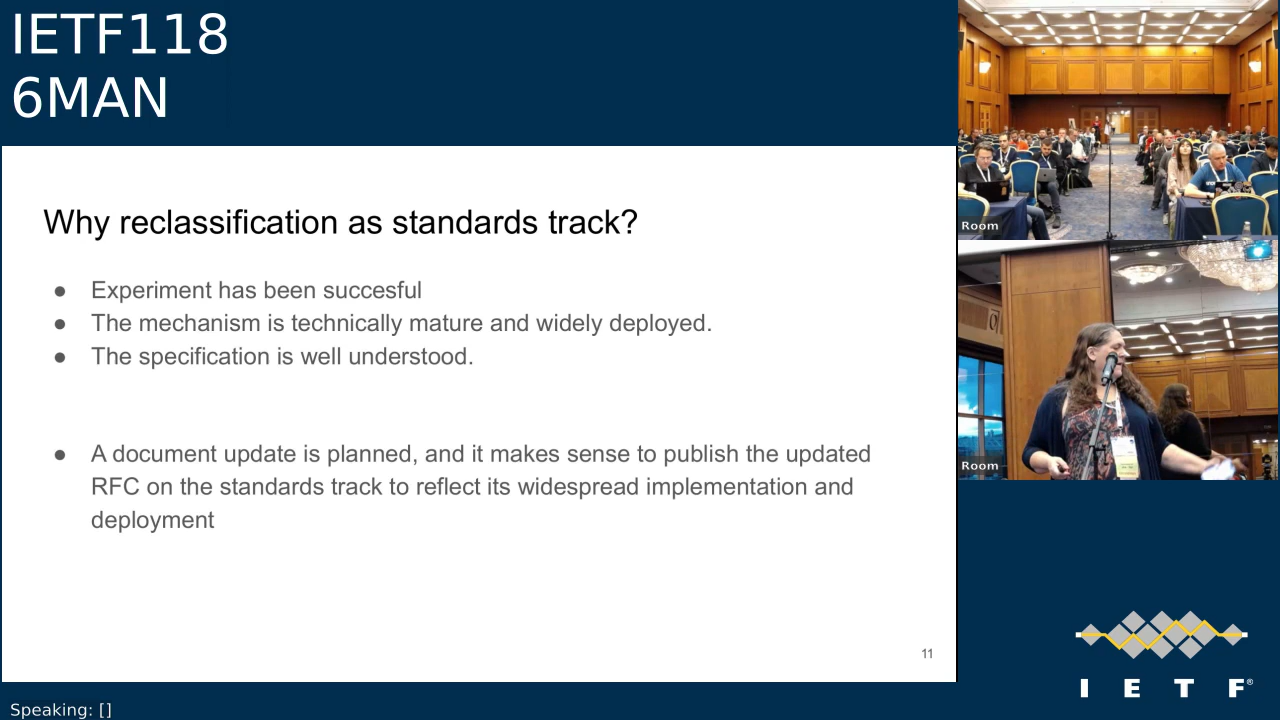 IETF118
6MAN
Why reclassification as standards track?
● Experiment has been succesful
● The mechanism is technically mature and widely deployed.
● The specification is well understood.
● A document update is planned, and it makes sense to publish the updated
RFC on the standards track to reflect its widespread implementation and
deployment
11
Room
Room
I E T F®
Speaking: []